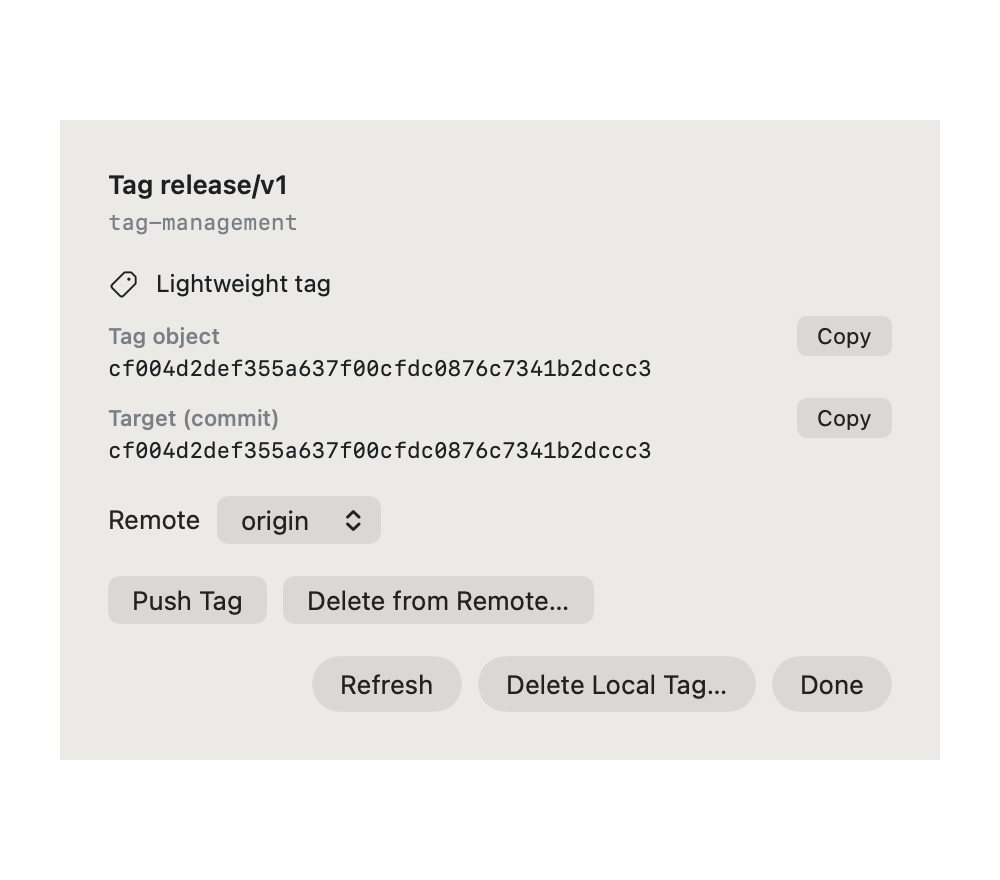 Tag release/v1
tag-management
Lightweight tag
Tag object
Copy
cf004d2def355a637f00cfdc0876c7341b2dccc3
Target (commit)
Copy
cf004d2def355a637f00cfdc0876c7341b2dccc3
Remote origin
Push Tag Delete from Remote...
Refresh Delete Local Tag... Done